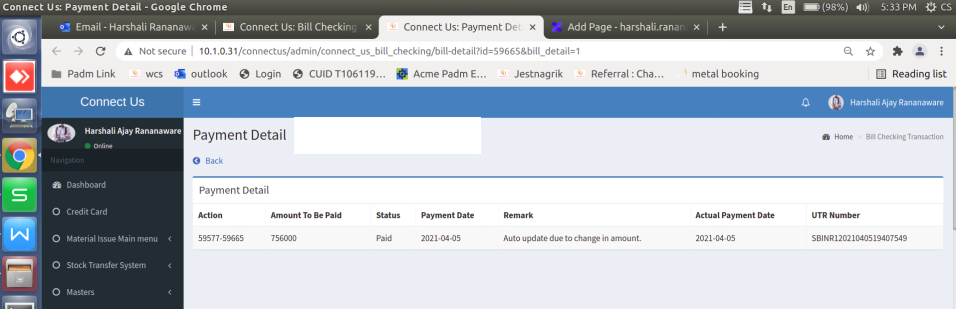 Connect Us: Payment Detail - Google Chrome
En (98%) 5:33 PM CS
Email - Harshali Rananaw
Connect Us: Bill Checking
Connect Us: Payment Det
Add Page - harshali.ranan
Not secure | 10.1.0.31/connectus/admin/connect_us_bill_checking/bill-detail?id=59665&bill_detail=1
Padm Link wcs outlook Login CUID T106119... Acme Padm E... Jestnagrik Referral : Cha... metal booking Reading list
Connect Us
Harshali Ajay Rananaware
Harshali Ajay Rananaware
Online
Payment Detail
Home Bill Checking Transaction
Navigation
Back
Dashboard
Payment Detail
Credit Card
Action Amount To Be Paid Status Payment Date Remark Actual Payment Date UTR Number
Material Issue Main menu
59577-59665 756000 Paid 2021-04-05 Auto update due to change in amount. 2021-04-05 SBINR12021040519407549
Stock Transfer System
Masters